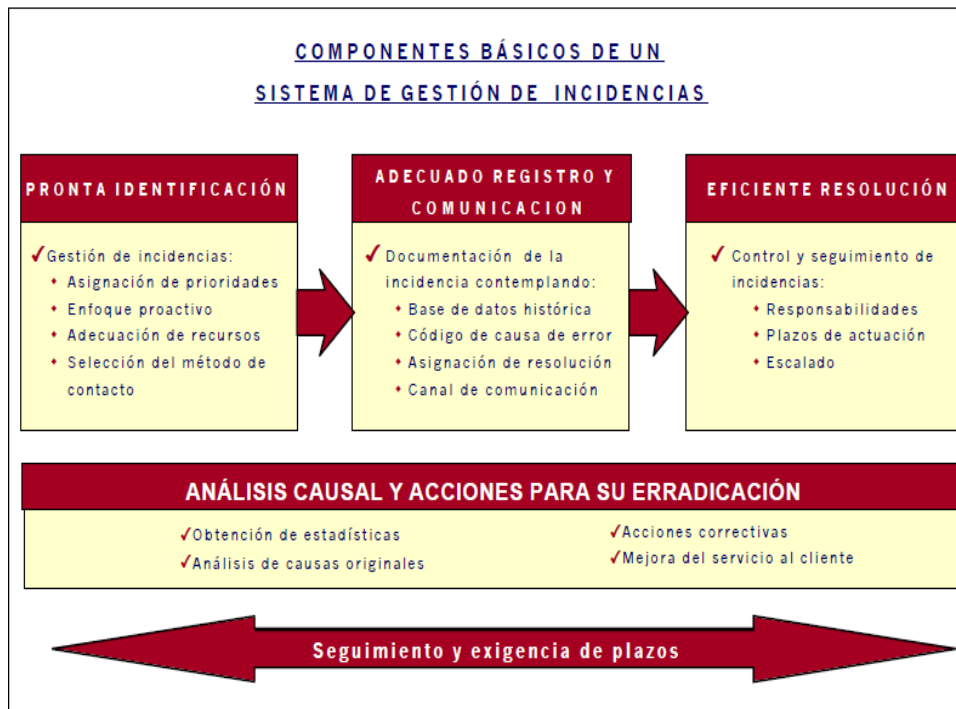 COMPONENTES BÁSICOS DE UN
SISTEMA DE GESTIÓN DE INCIDENCIAS
PRONTA IDENTIFICACIÓN
✓Gestión de incidencias:
• Asignación de prioridades
• Enfoque proactivo
• Adecuación de recursos
• Selección del método de
contacto
ADECUADO REGISTRO Y
COMUNICACION
✓ Documentación de la
incidencia contemplando:
• Base de datos histórica
• Código de causa de error
• Asignación de resolución
• Canal de comunicación
EFICIENTE RESOLUCIÓN
✓ Control y seguimiento de
incidencias:
• Responsabilidades
• Plazos de actuación
• Escalado
ANÁLISIS CAUSAL Y ACCIONES PARA SU ERRADICACIÓN
✓Obtención de estadísticas
✓Análisis de causas originales
✓Acciones correctivas
✓Mejora del servicio al cliente
Seguimiento y exigencia de plazos